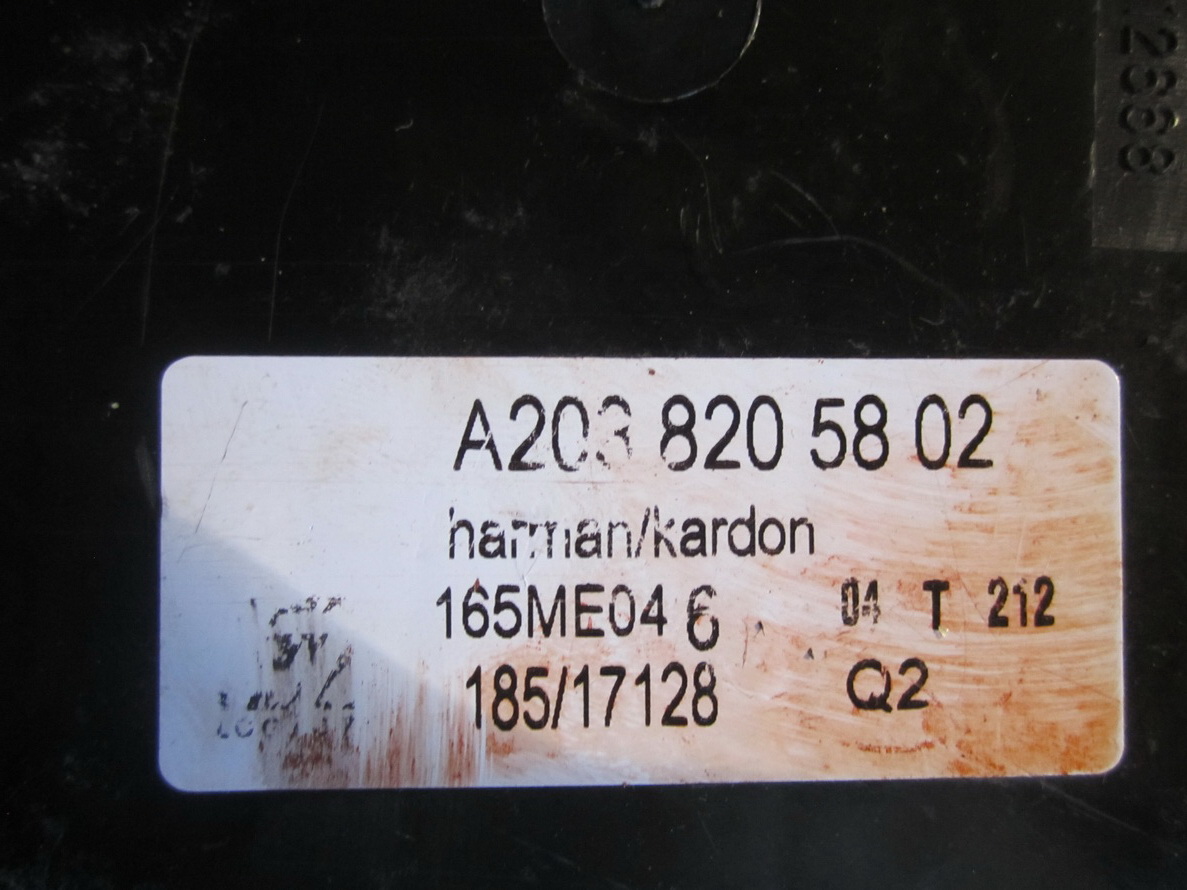 A203 820 58 02
harman/kardon
165ME04 6 04 T 212
185/17128 Q2